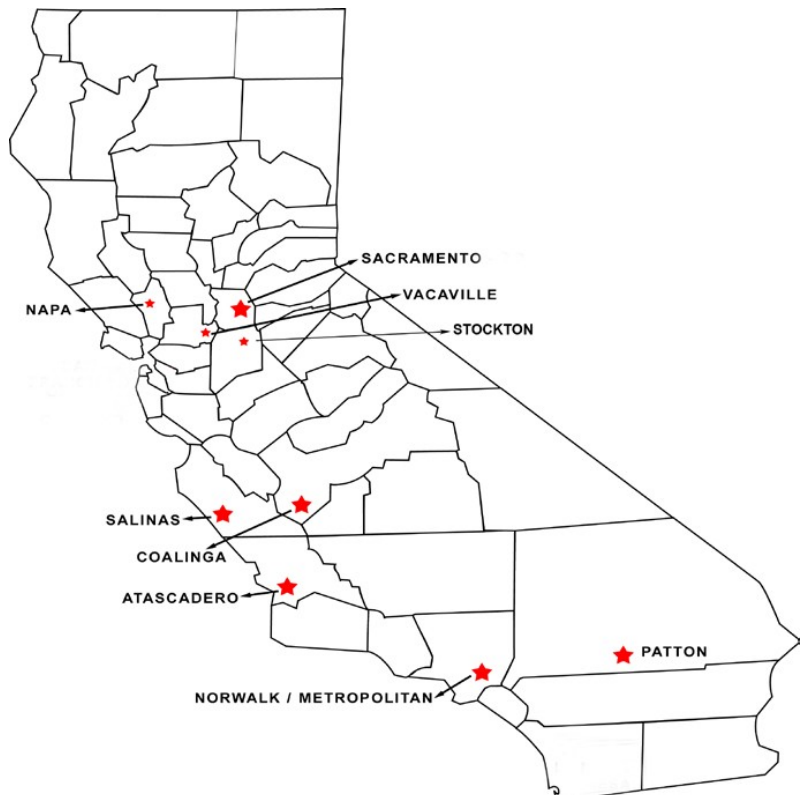 SACRAMENTO
VACAVILLE
NAPA
STOCKTON
SALINAS
COALINGA
ATASCADERO
PATTON
NORWALK / METROPOLITAN